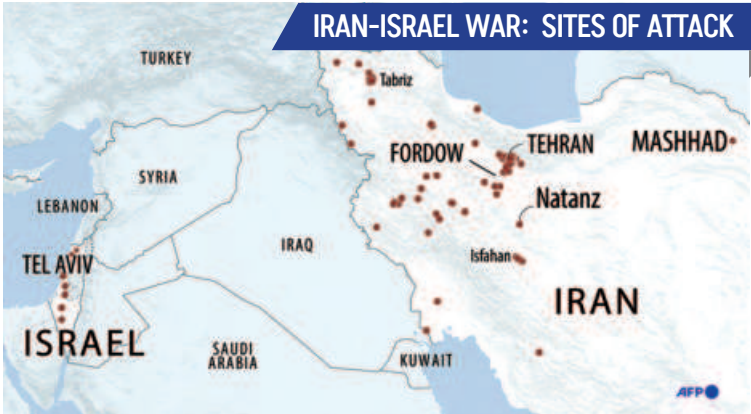 IRAN-ISRAEL WAR: SITES OF ATTACK
TURKEY
Tabriz
TEHRAN
MASHHAD
FORDOW
SYRIA
LEBANON
Natanz
IRAQ
TEL AVIV
Isfahan
IRAN
ISRAEL
SAUDI
ARABIA
KUWAIT
AFP